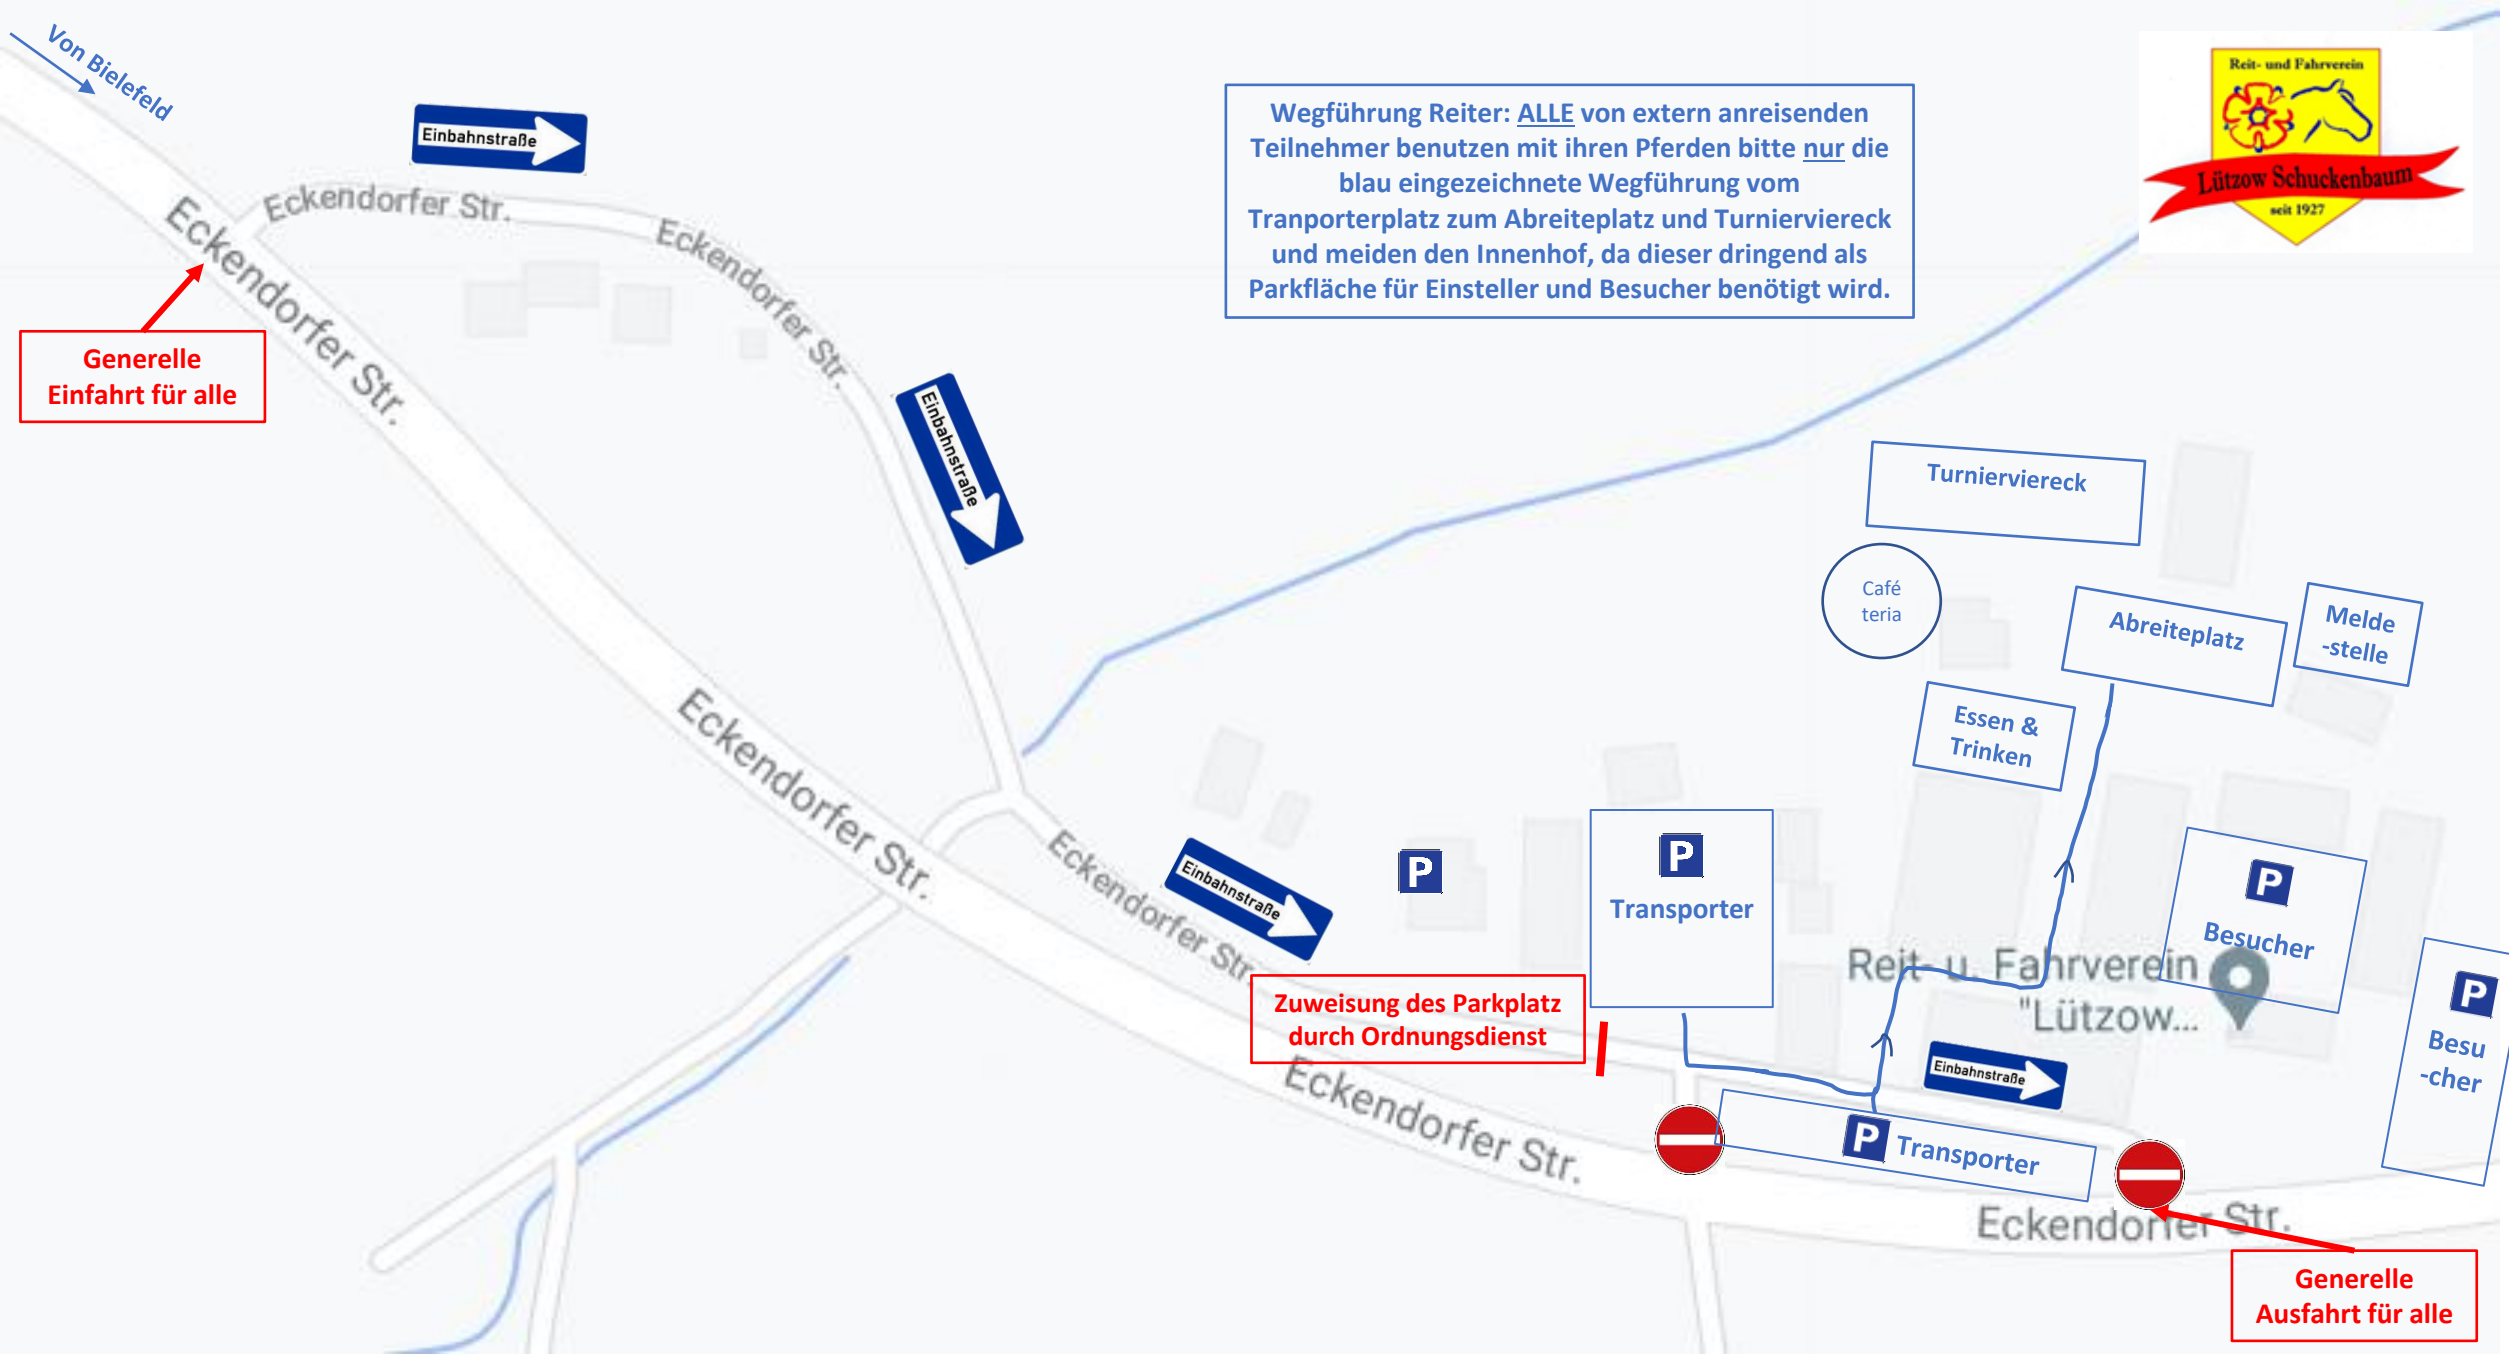 Von Bielefeld
Einbahnstraße
Eckendorfer Str.
Eckendorfer Str.
Eckendorfer Str.
Generelle
Einfahrt für alle
Wegführung Reiter: ALLE von extern anreisenden
Teilnehmer benutzen mit ihren Pferden bitte nur die
blau eingezeichnete Wegführung vom
Tranporterplatz zum Abreiteplatz und Turnierviereck
und meiden den Innenhof, da dieser dringend als
Parkfläche für Einsteller und Besucher benötigt wird.
Reit- und Fahrverein
Lützow Schuckenbaum
seit 1927
Einbahnstraße
Turnierviereck
Café
teria
Abreiteplatz
Melde
-stelle
Essen &
Trinken
Eckendorfer Str.
Eckendorfer Str.
Einbahnstraße
P
P
Transporter
P
Besucher
Reit- u. Fahrverein
"Lützow...
P
Besu
-cher
Zuweisung des Parkplatz
durch Ordnungsdienst
Einbahnstraße
Eckendorfer Str.
P Transporter
Eckendorfer Str.
Generelle
Ausfahrt für alle